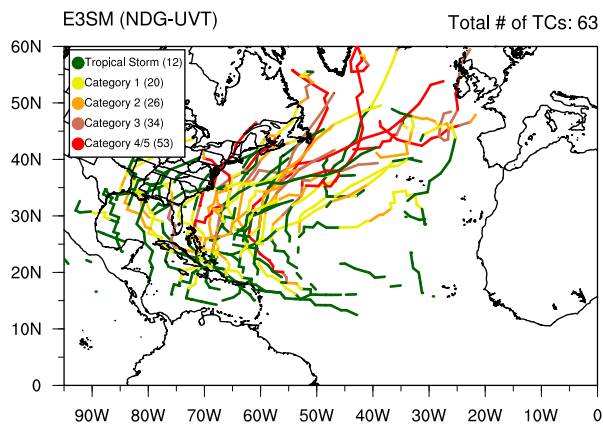 E3SM (NDG-UVT)
Total # of TCs: 63
60N
Tropical Storm (12)
Category 1 (20)
50N
Category 2 (26)
Category 3 (34)
Category 4/5 (53)
40N
30N
20N
10N
0
90W 80W 70W 60W 50W 40W 30W 20W 10W 0